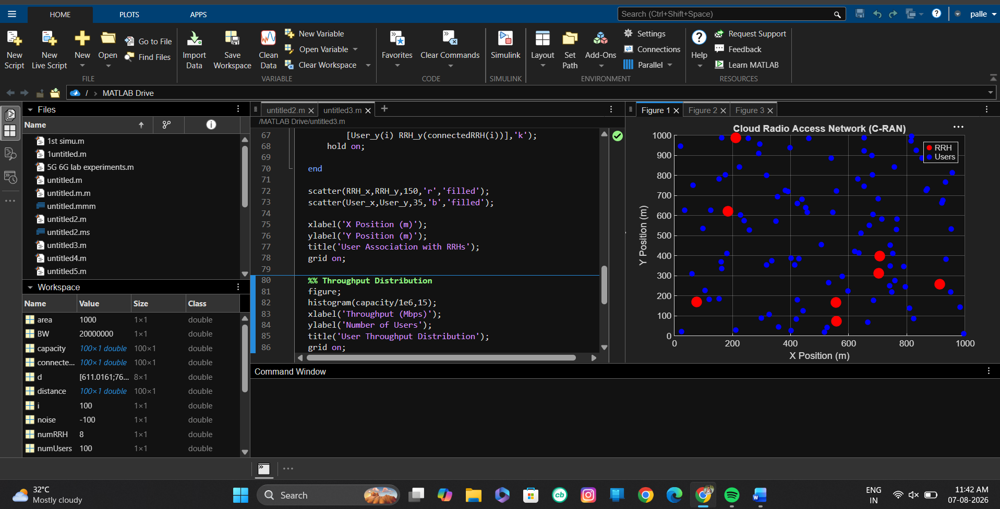 HOME
PLOTS
APPS
Search (Ctrl+Shift+Space)
palle
New Script
New Live Script
New
Open
Go to File
Find Files
FILE
Import Data
Save Workspace
Clean Data
New Variable
Open Variable
Clear Workspace
VARIABLE
Favorites
Clear Commands
CODE
Simulink
SIMULINK
Layout
Set Path
Add-Ons
Settings
Connections
Parallel
ENVIRONMENT
Help
Request Support
Feedback
Learn MATLAB
RESOURCES
/ › MATLAB Drive
Files
Name
1st simu.m
1untitled.m
5G 6G lab experiments.m
untitled.m
untitled.m.m
untitled.mmm
untitled2.m
untitled2.ms
untitled3.m
untitled4.m
untitled5.m
Workspace
Name Value Size Class
area 1000 1×1 double
BW 20000000 1×1 double
capacity 100×1 double 100×1 double
connecte... 100×1 double 100×1 double
d [611.0161;76... 8×1 double
distance 100×1 double 100×1 double
i 100 1×1 double
noise -100 1×1 double
numRRH 8 1×1 double
numUsers 100 1×1 double
untitled2.m
untitled3.m
/MATLAB Drive/untitled3.m
67 [User_y(i) RRH_y(connectedRRH(i))],'k');
68 hold on;
69
70 end
71
72 scatter(RRH_x,RRH_y,150,'r','filled');
73 scatter(User_x,User_y,35,'b','filled');
74
75 xlabel('X Position (m)');
76 ylabel('Y Position (m)');
77 title('User Association with RRHs');
78 grid on;
79
80 %% Throughput Distribution
81 figure;
82 histogram(capacity/1e6,15);
83 xlabel('Throughput (Mbps)');
84 ylabel('Number of Users');
85 title('User Throughput Distribution');
86 grid on;
Figure 1
Figure 2
Figure 3
Cloud Radio Access Network (C-RAN)
RRH
Users
1000
900
800
700
600
500
400
300
200
100
0
Y Position (m)
0 200 400 600 800 1000
X Position (m)
Command Window
32°C
Mostly cloudy
Search
cb
W
ENG
IN
11:42 AM
07-08-2026